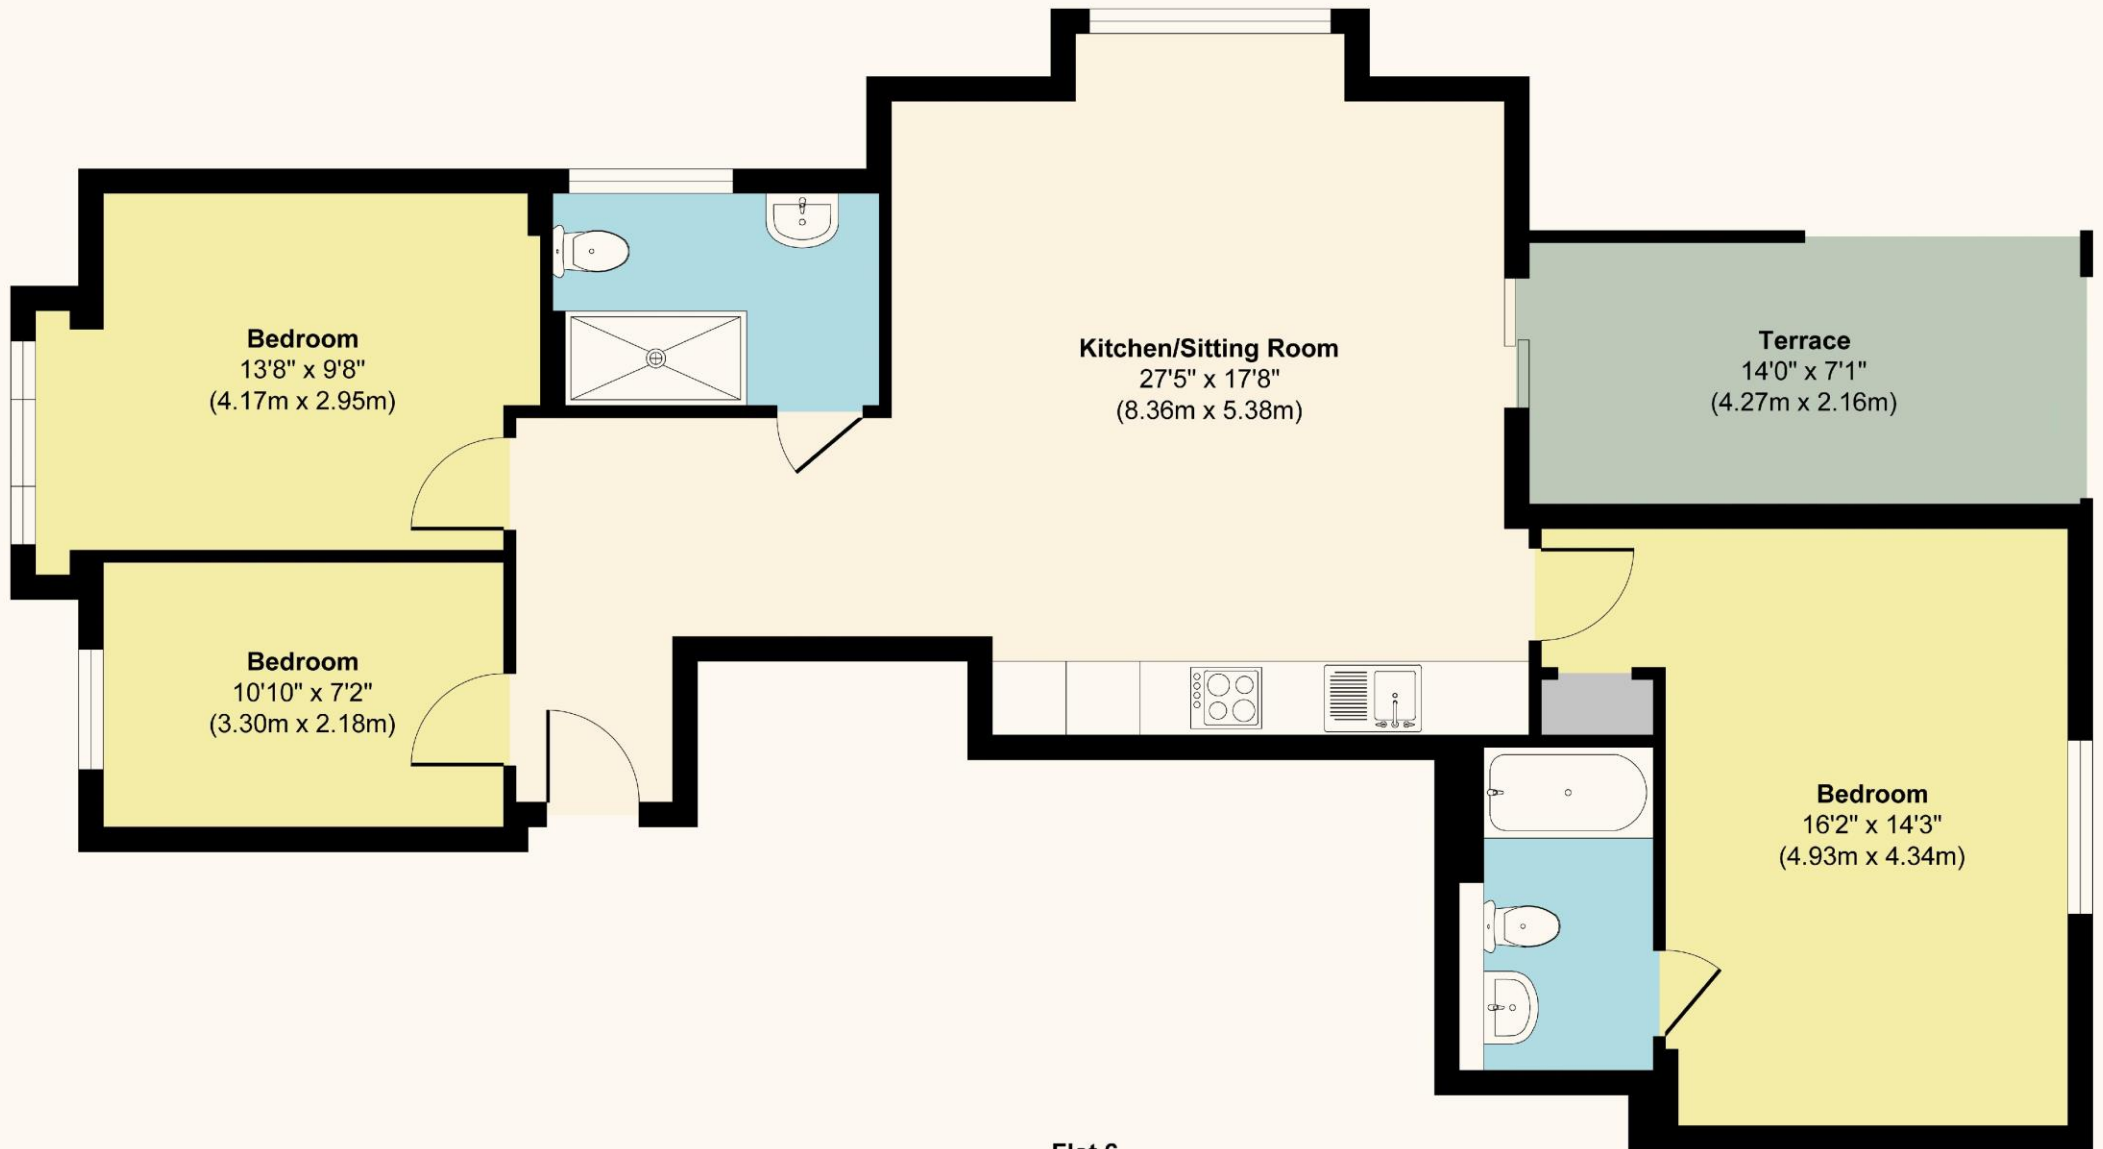 Bedroom
13'8" x 9'8"
(4.17m x 2.95m)
Kitchen/Sitting Room
27'5" x 17'8"
(8.36m x 5.38m)
Terrace
14'0" x 7'1"
(4.27m x 2.16m)
Bedroom
10'10" x 7'2"
(3.30m x 2.18m)
Bedroom
16'2" x 14'3"
(4.93m x 4.34m)